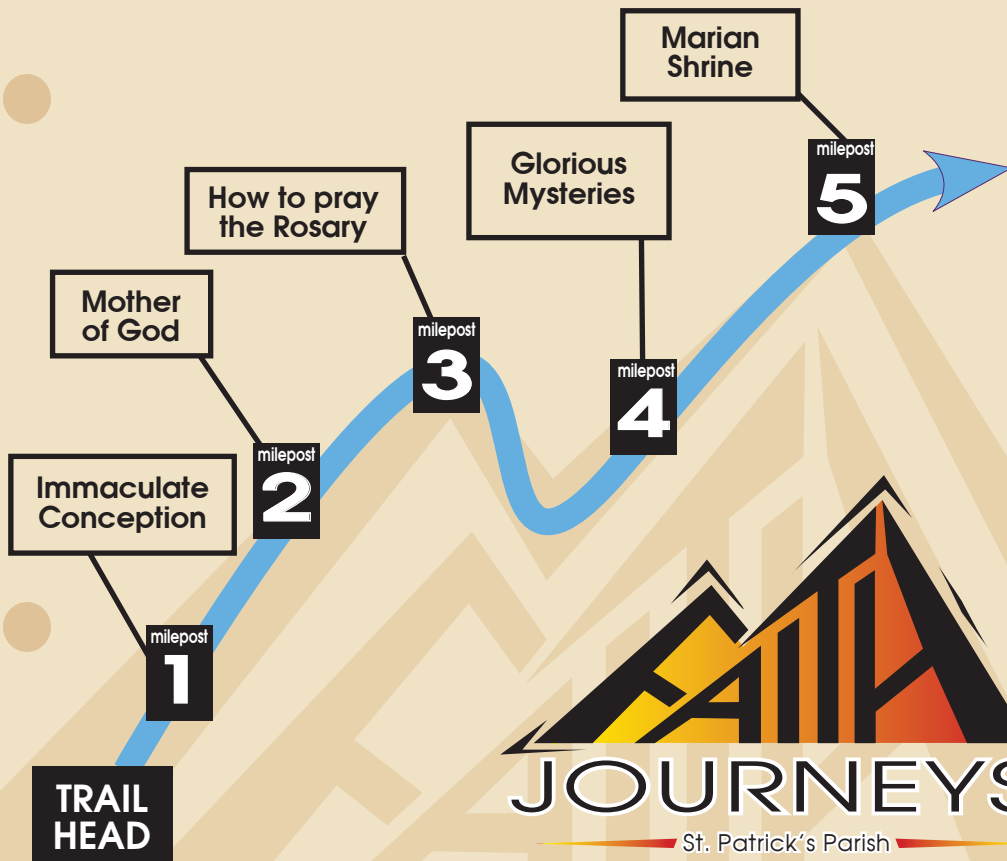 Marian
Shrine
milepost
5
Glorious
Mysteries
milepost
4
How to pray
the Rosary
milepost
3
Mother
of God
milepost
2
Immaculate
Conception
milepost
1
TRAIL
HEAD
FAITH
JOURNEYS
St. Patrick's Parish